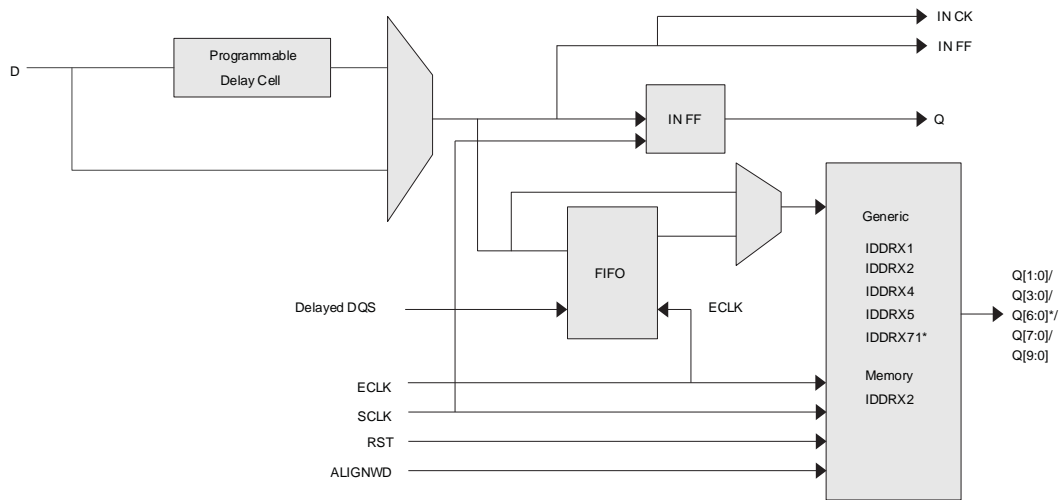 IN CK
IN FF
D
Programmable
Delay Cell
IN FF
Q
Generic
IDDRX1
IDDRX2
IDDRX4
IDDRX5
IDDRX71*
Memory
IDDRX2
FIFO
Delayed DQS
ECLK
Q[1:0]/
Q[3:0]/
Q[6:0]*/
Q[7:0]/
Q[9:0]
ECLK
SCLK
RST
ALIGNWD